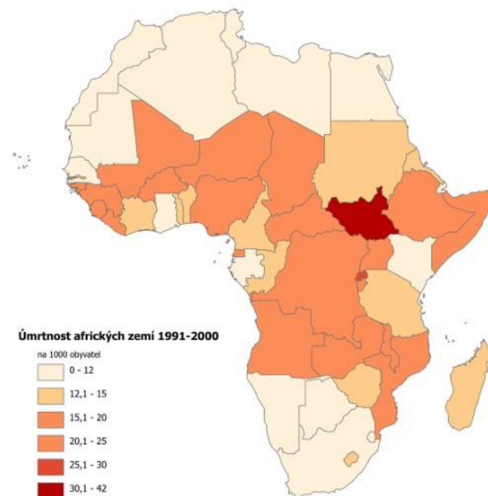 Úmrtnost afrických zemí 1991-2000
na 1000 obyvatel
0 - 12
12,1 - 15
15,1 - 20
20,1 - 25
25,1 - 30
30,1 - 42